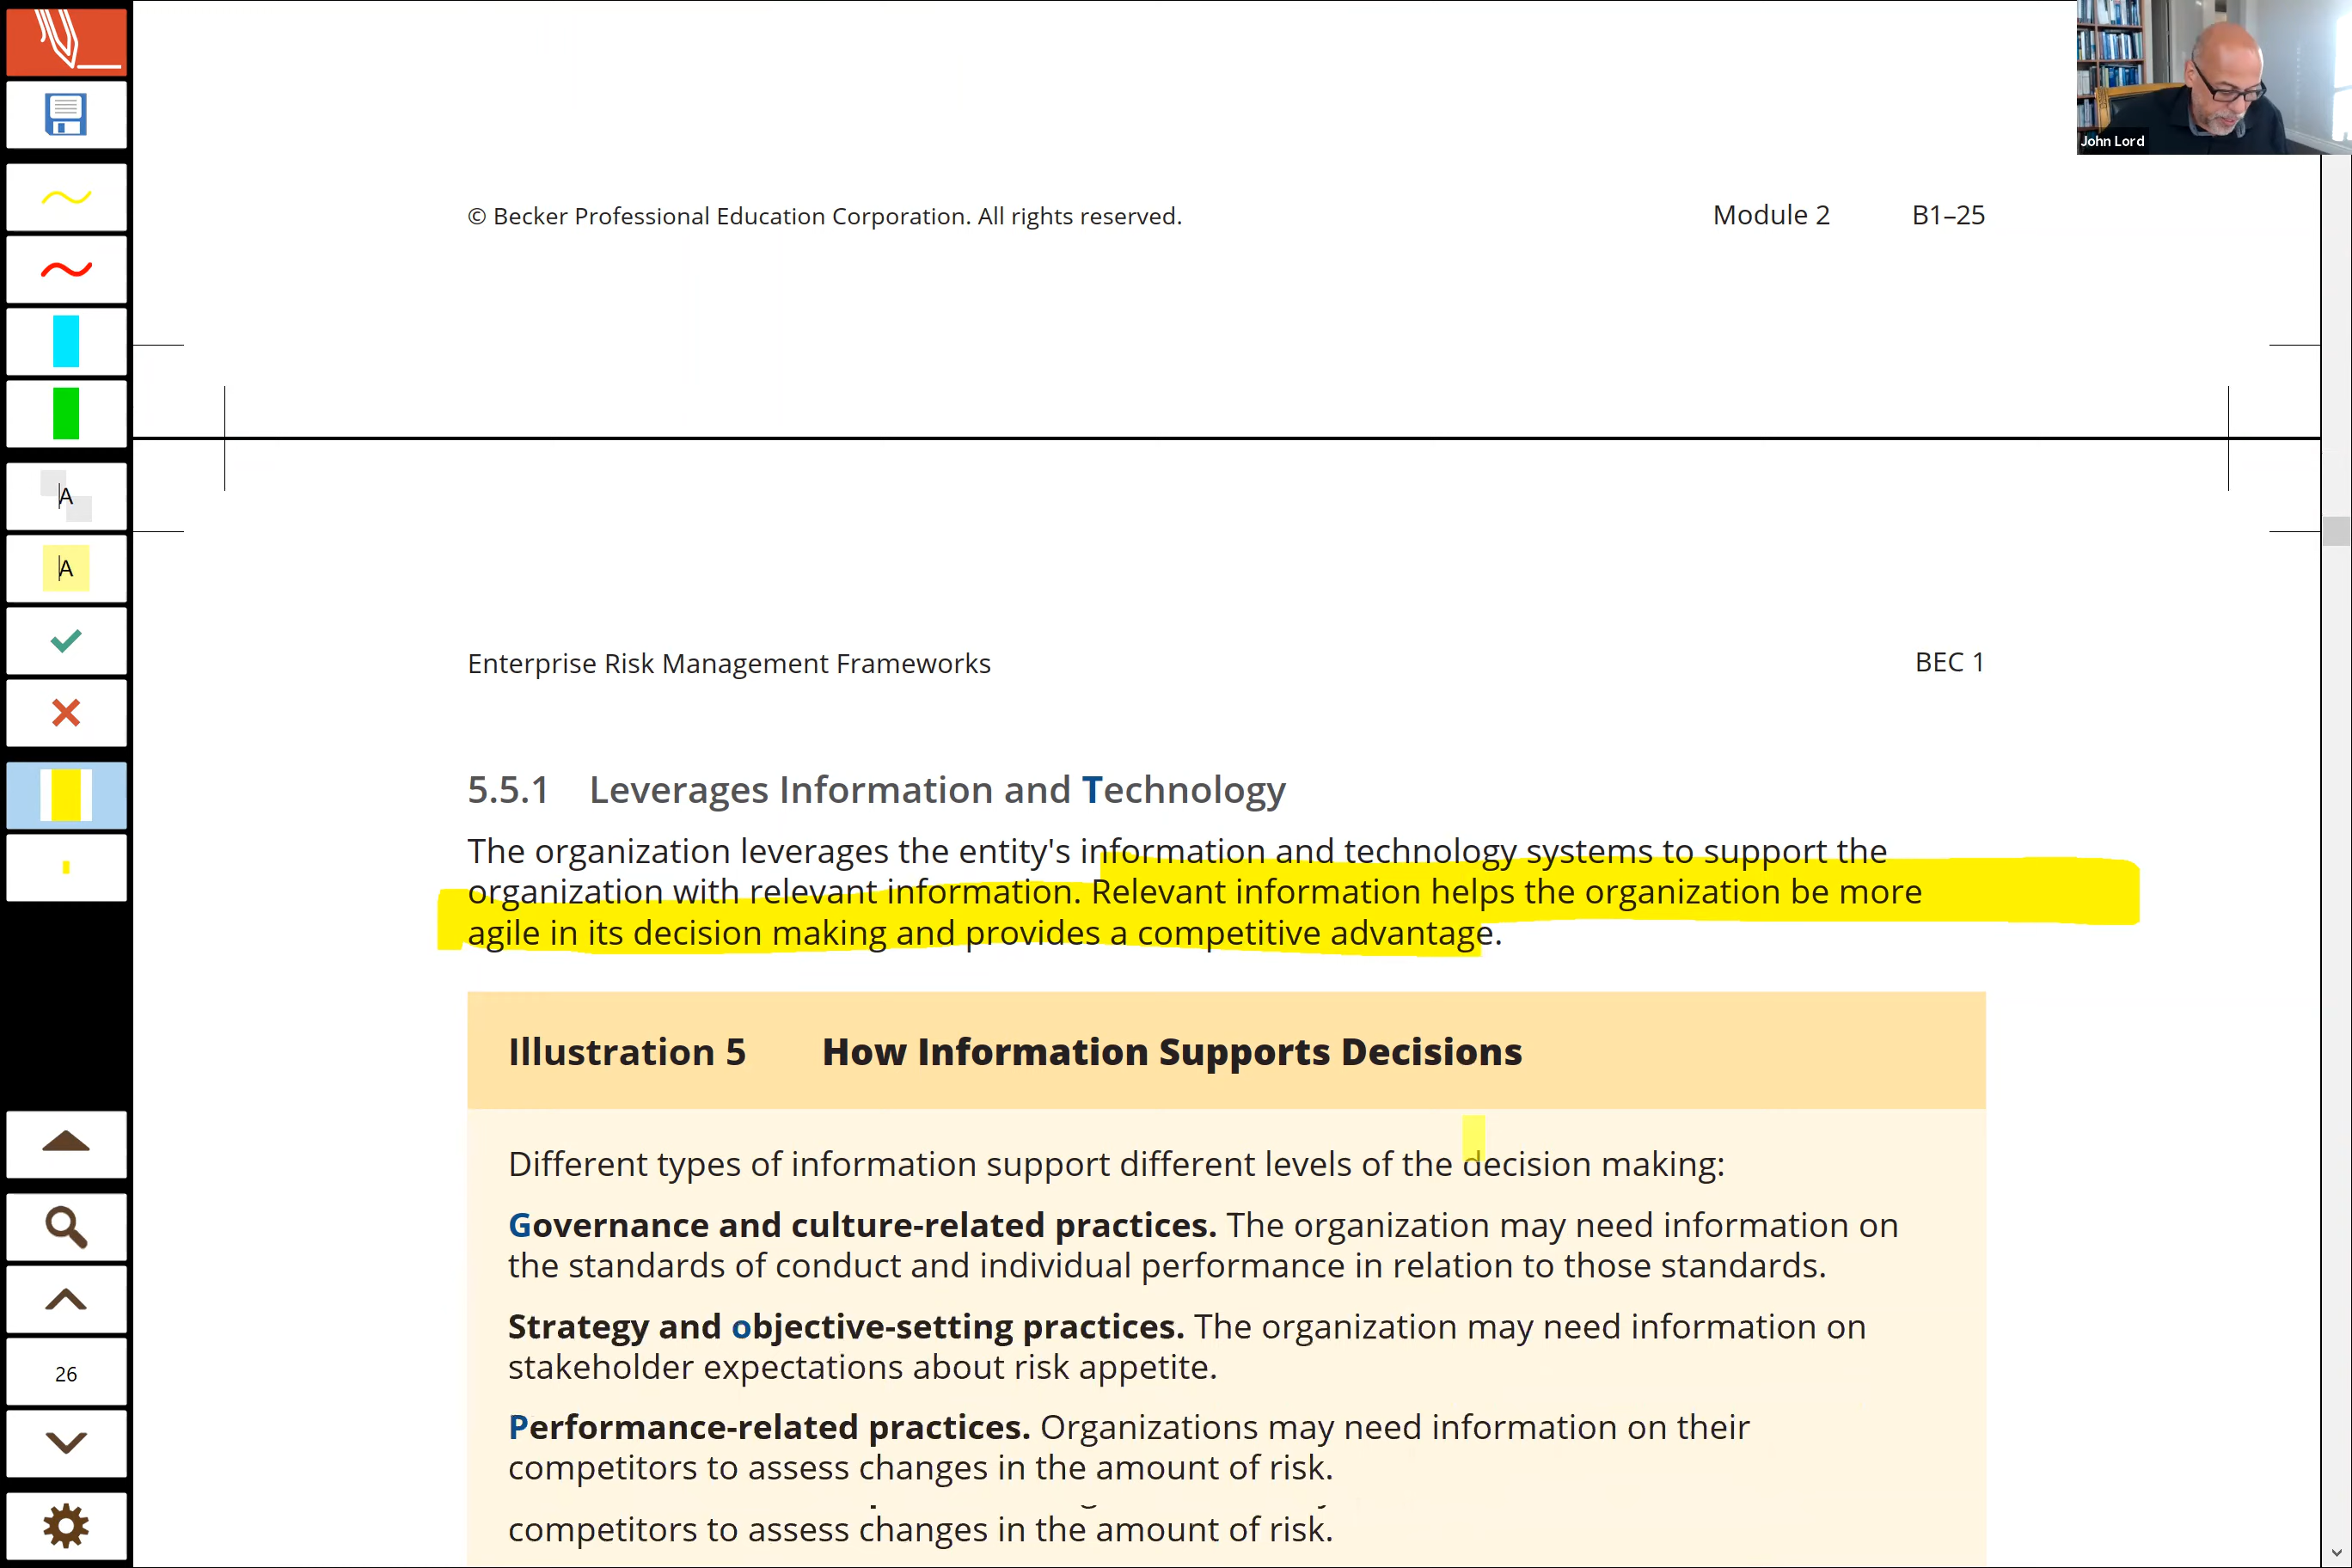 John Lord
© Becker Professional Education Corporation. All rights reserved. Module 2 B1–25
A
A
Enterprise Risk Management Frameworks BEC 1
5.5.1 Leverages Information and Technology
The organization leverages the entity's information and technology systems to support the
organization with relevant information. Relevant information helps the organization be more
agile in its decision making and provides a competitive advantage.
Illustration 5 How Information Supports Decisions
Different types of information support different levels of the decision making:
Governance and culture-related practices. The organization may need information on
the standards of conduct and individual performance in relation to those standards.
Strategy and objective-setting practices. The organization may need information on
stakeholder expectations about risk appetite.
Performance-related practices. Organizations may need information on their
competitors to assess changes in the amount of risk.
competitors to assess changes in the amount of risk.
26